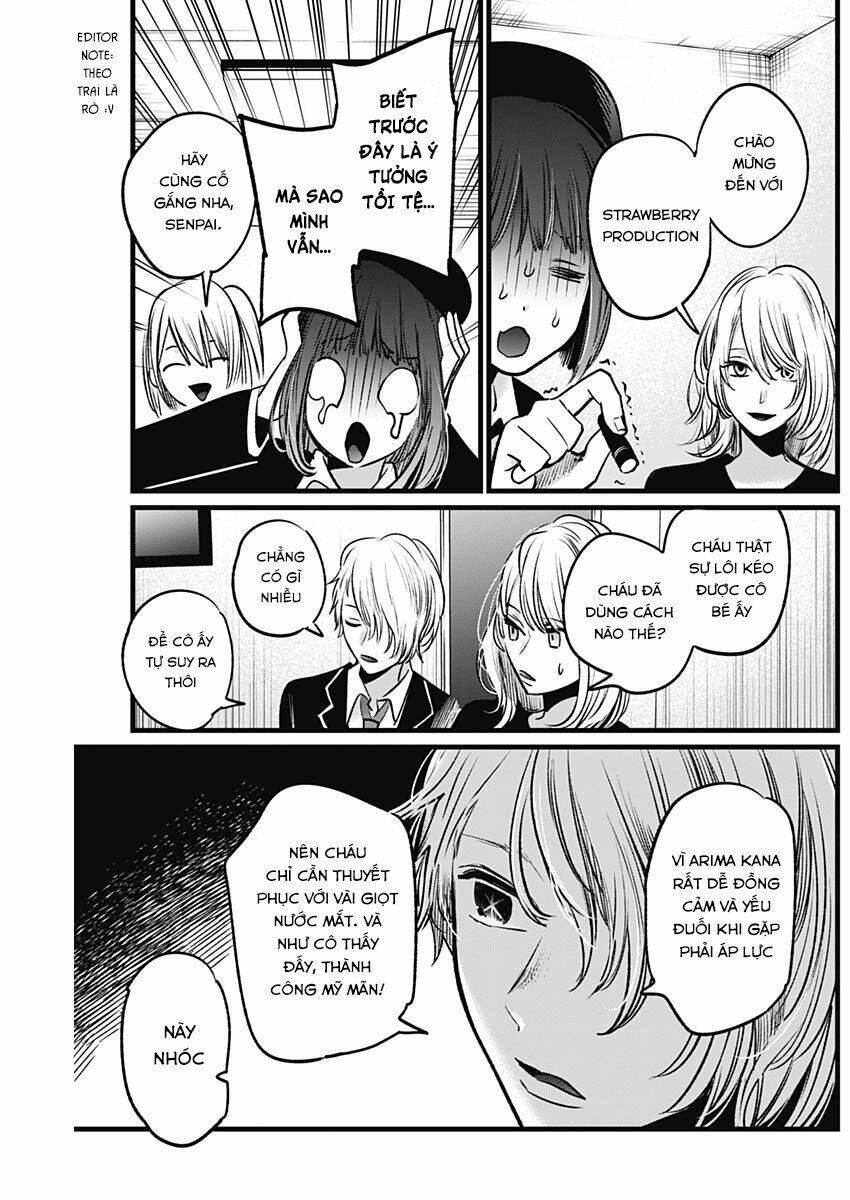 CHÀO
MỪNG
ĐẾN VỚI
STRAWBERRY
PRODUCTION
BIẾT
TRƯỚC
ĐÂY LÀ Ý
TƯỞNG
TỒI TỆ...
MÀ SAO
MÌNH
VẪN...
HÃY
CÙNG CỐ
GẮNG NHA,
SENPAI.
EDITOR
NOTE:
THEO
TRAI LÀ
RÕ :V
CHÁU THẬT
SỰ LÔI KÉO
ĐƯỢC CÔ
BÉ ẤY
CHÁU ĐÃ
DÙNG CÁCH
NÀO THẾ?
CHẲNG
CÓ GÌ
NHIỀU
ĐỂ CÔ ẤY
TỰ SUY RA
THÔI
VÌ ARIMA KANA
RẤT DỄ ĐỒNG
CẢM VÀ YẾU
ĐUỐI KHI GẶP
PHẢI ÁP LỰC
NÊN CHÁU
CHỈ CẦN THUYẾT
PHỤC VỚI VÀI GIỌT
NƯỚC MẮT. VÀ
NHƯ CÔ THẤY
ĐẤY, THÀNH
CÔNG MỸ MÃN!
NÀY
NHÓC